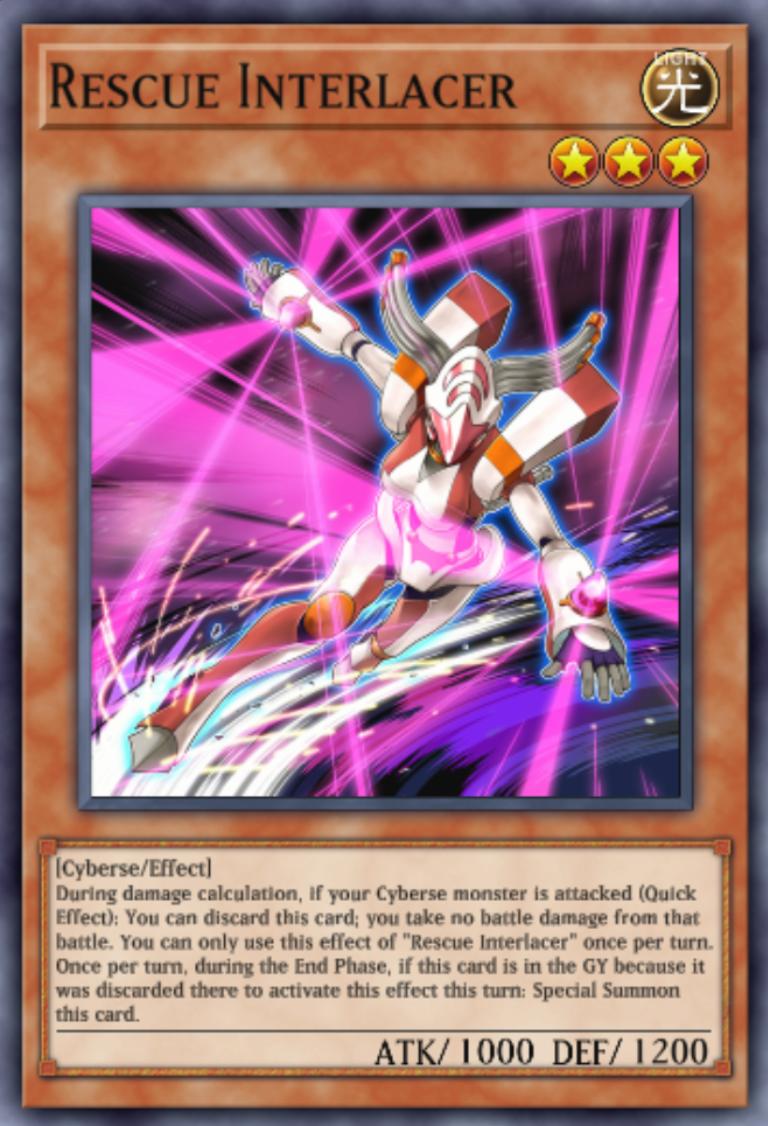 RESCUE INTERLACER
LIGHT
光
[Cyberse/Effect]
During damage calculation, if your Cyberse monster is attacked (Quick
Effect): You can discard this card; you take no battle damage from that
battle. You can only use this effect of "Rescue Interlacer" once per turn.
Once per turn, during the End Phase, if this card is in the GY because it
was discarded there to activate this effect this turn: Special Summon
this card.
ATK/ 1000 DEF/ 1200